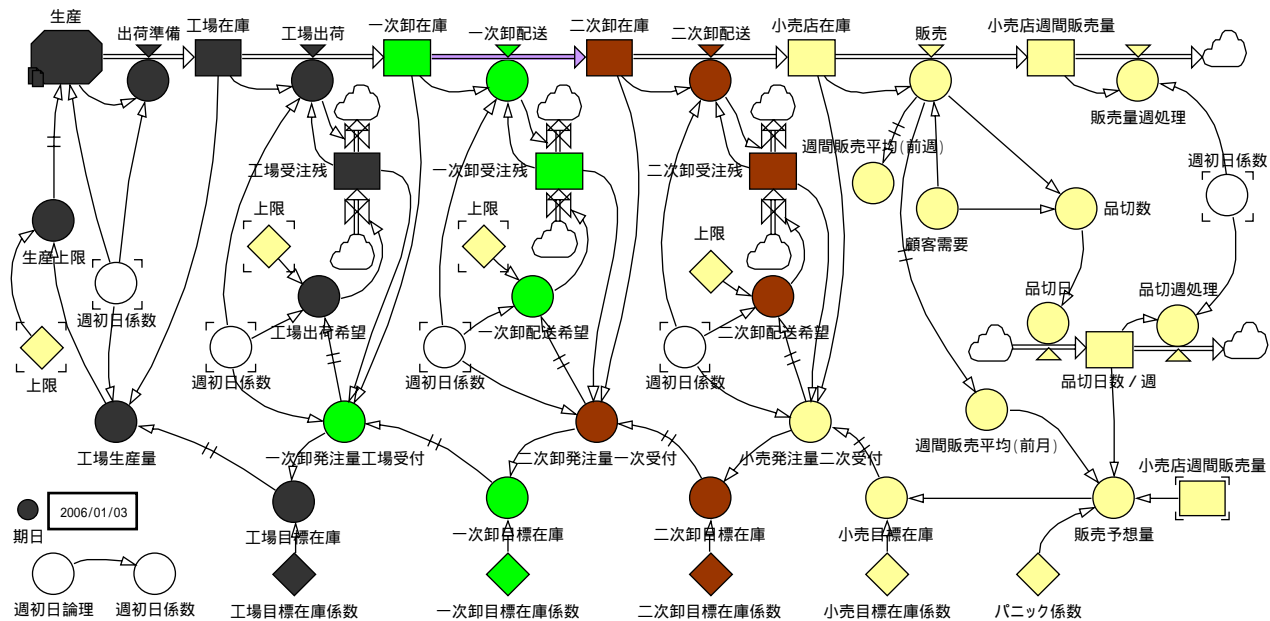 生産
出荷準備
工場在庫
工場出荷
一次卸在庫
一次卸配送
二次卸在庫
二次卸配送
小売店在庫
販売
小売店週間販売量
販売量週処理
工場受注残
一次卸受注残
二次卸受注残
週間販売平均(前週)
週初日係数
上限
上限
上限
品切数
顧客需要
生産上限
週初日係数
工場出荷希望
一次卸配送希望
二次卸配送希望
品切日
品切週処理
上限
週初日係数
週初日係数
週初日係数
品切日数/週
工場生産量
一次卸発注量工場受付
二次卸発注量一次受付
小売発注量二次受付
週間販売平均(前月)
小売店週間販売量
2006/01/03
期日
工場目標在庫
一次卸目標在庫
二次卸目標在庫
小売目標在庫
販売予想量
週初日論理
週初日係数
工場目標在庫係数
一次卸目標在庫係数
二次卸目標在庫係数
小売目標在庫係数
パニック係数